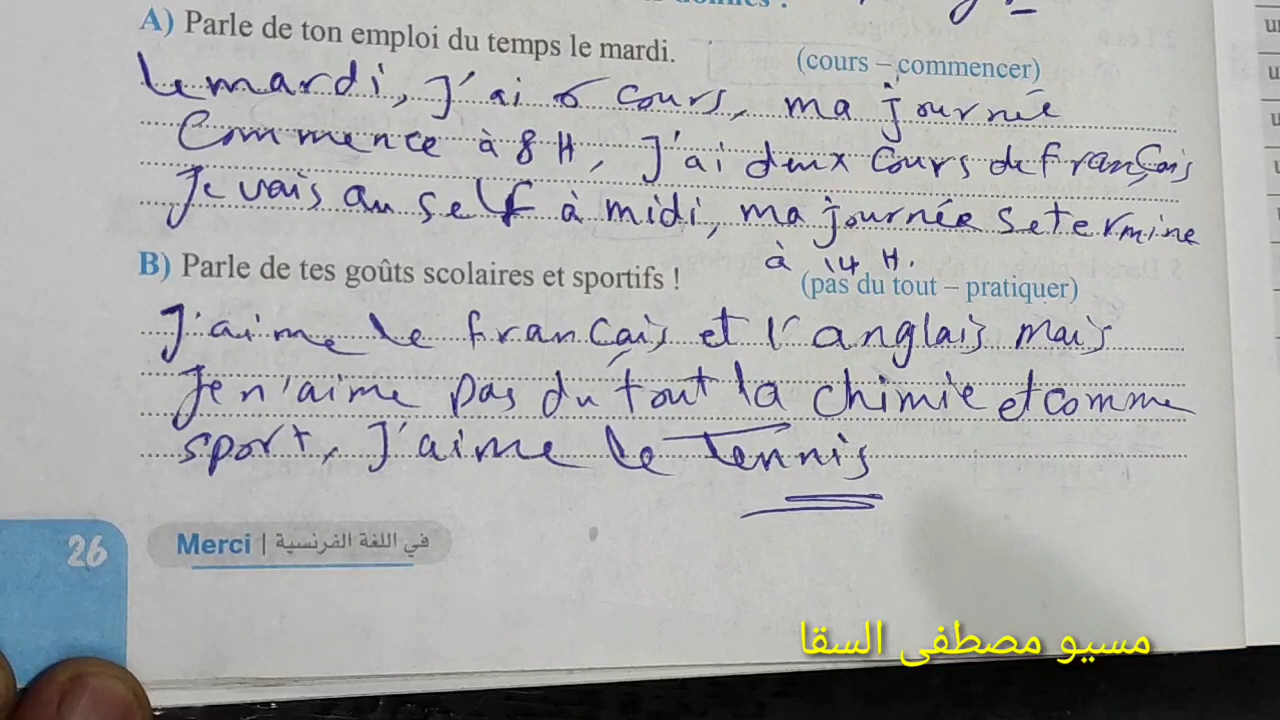 A) Parle de ton emploi du temps le mardi.
(cours – commencer)
Le mardi, J'ai 6 cours, ma journée
Commence à 8 H, J'ai deux cours de français
Je vais au self à midi, ma journée se termine
à 14 H.
B) Parle de tes goûts scolaires et sportifs !
(pas du tout – pratiquer)
J'aime le français et l'anglais mais
Je n'aime pas du tout la chimie et comme
sport, J'aime le Tennis
26
Merci | في اللغة الفرنسية
مسيو مصطفى السقا